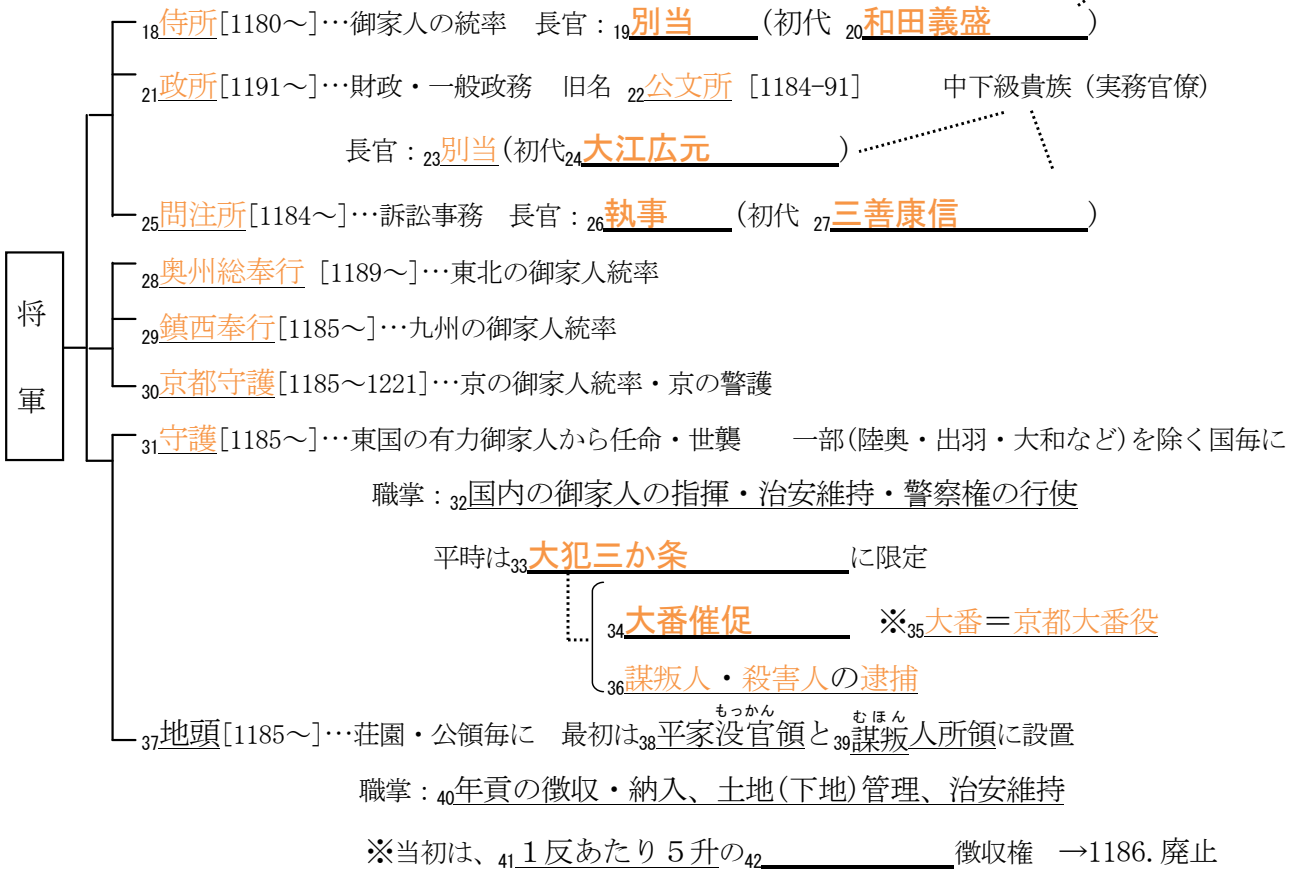 18侍所[1180～]…御家人の統率　長官：19別当　(初代 20和田義盛　)
21政所[1191～]…財政・一般政務　旧名 22公文所 [1184-91]　中下級貴族（実務官僚）
長官：23別当(初代24大江広元　)
25問注所[1184～]…訴訟事務　長官：26執事　(初代 27三善康信　)
28奥州総奉行 [1189～]…東北の御家人統率
29鎮西奉行[1185～]…九州の御家人統率
将軍
30京都守護[1185～1221]…京の御家人統率・京の警護
31守護[1185～]…東国の有力御家人から任命・世襲　一部(陸奥・出羽・大和など)を除く国毎に
職掌：32国内の御家人の指揮・治安維持・警察権の行使
平時は33大犯三か条　に限定
34大番催促　※35大番＝京都大番役
36謀叛人・殺害人の逮捕
もっかん　むほん
37地頭[1185～]…荘園・公領毎に　最初は38平家没官領と39謀叛人所領に設置
職掌：40年貢の徴収・納入、土地(下地)管理、治安維持
※当初は、41１反あたり５升の42　徴収権　→1186.廃止